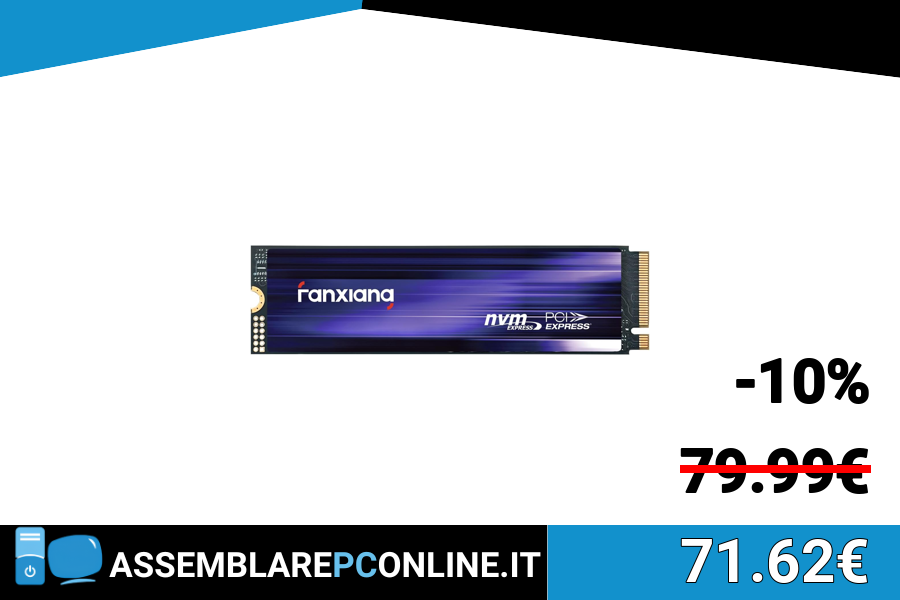 fanxiang
nvm
EXPRESS
PCI
EXPRESS
-10%
79.99€
ASSEMBLAREPCONLINE.IT
71.62€